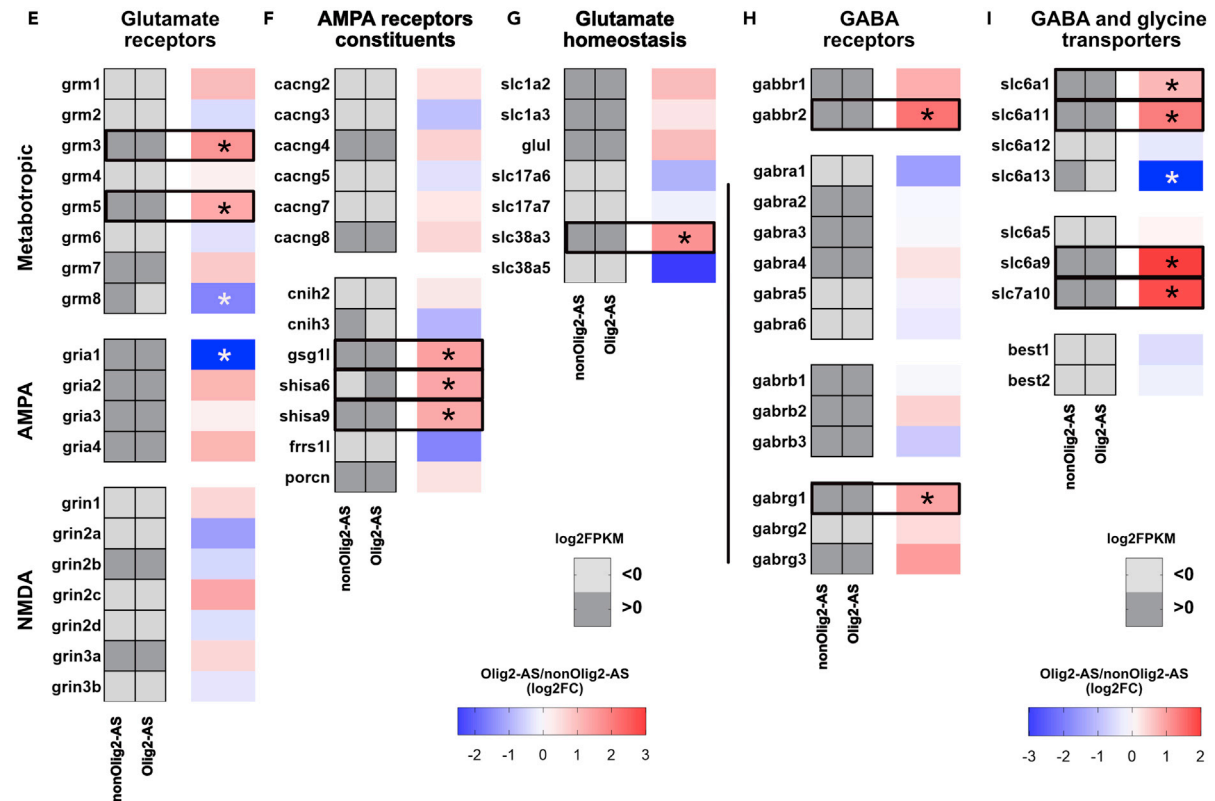 E
Glutamate
receptors
Metabotropic
grm1
grm2
grm3
*
grm4
grm5
*
grm6
grm7
grm8
*
AMPA
gria1
*
gria2
gria3
gria4
NMDA
grin1
grin2a
grin2b
grin2c
grin2d
grin3a
grin3b
nonOlig2-AS
Olig2-AS
F
AMPA receptors
constituents
cacng2
cacng3
cacng4
cacng5
cacng7
cacng8
cnih2
cnih3
gsg1l
*
shisa6
*
shisa9
*
frrs1l
porcn
nonOlig2-AS
Olig2-AS
G
Glutamate
homeostasis
slc1a2
slc1a3
glul
slc17a6
slc17a7
slc38a3
*
slc38a5
nonOlig2-AS
Olig2-AS
log2FPKM
<0
>0
Olig2-AS/nonOlig2-AS
(log2FC)
-2 -1 0 1 2 3
H
GABA
receptors
gabbr1
gabbr2
*
gabra1
gabra2
gabra3
gabra4
gabra5
gabra6
gabrb1
gabrb2
gabrb3
gabrg1
*
gabrg2
gabrg3
nonOlig2-AS
Olig2-AS
I
GABA and glycine
transporters
slc6a1
*
slc6a11
*
slc6a12
slc6a13
*
slc6a5
slc6a9
*
slc7a10
*
best1
best2
nonOlig2-AS
Olig2-AS
log2FPKM
<0
>0
Olig2-AS/nonOlig2-AS
(log2FC)
-3 -2 -1 0 1 2